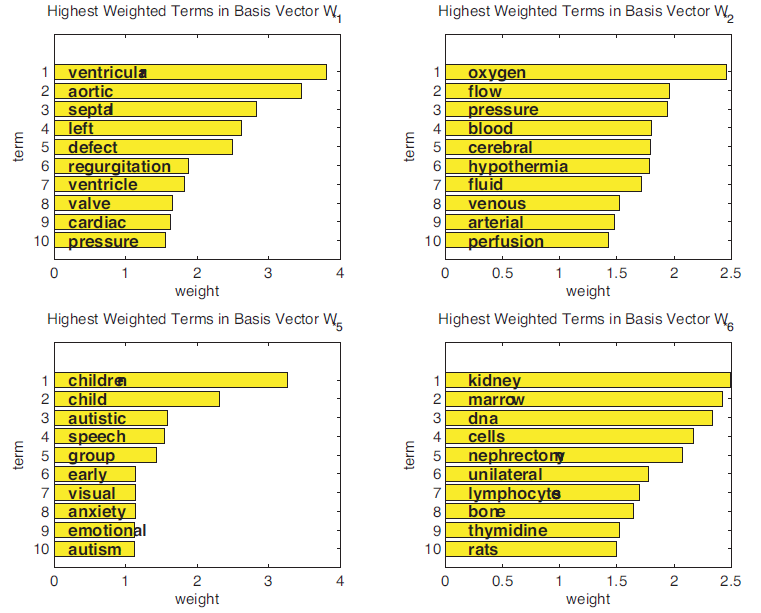 Highest Weighted Terms in Basis Vector W*1
term
1 ventricular
2 aortic
3 septal
4 left
5 defect
6 regurgitation
7 ventricle
8 valve
9 cardiac
10 pressure
0 1 2 3 4
weight
Highest Weighted Terms in Basis Vector W*2
term
1 oxygen
2 flow
3 pressure
4 blood
5 cerebral
6 hypothermia
7 fluid
8 venous
9 arterial
10 perfusion
0 0.5 1 1.5 2 2.5
weight
Highest Weighted Terms in Basis Vector W*5
term
1 children
2 child
3 autistic
4 speech
5 group
6 early
7 visual
8 anxiety
9 emotional
10 autism
0 1 2 3 4
weight
Highest Weighted Terms in Basis Vector W*6
term
1 kidney
2 marrow
3 dna
4 cells
5 nephrectomy
6 unilateral
7 lymphocytes
8 bone
9 thymidine
10 rats
0 0.5 1 1.5 2 2.5
weight